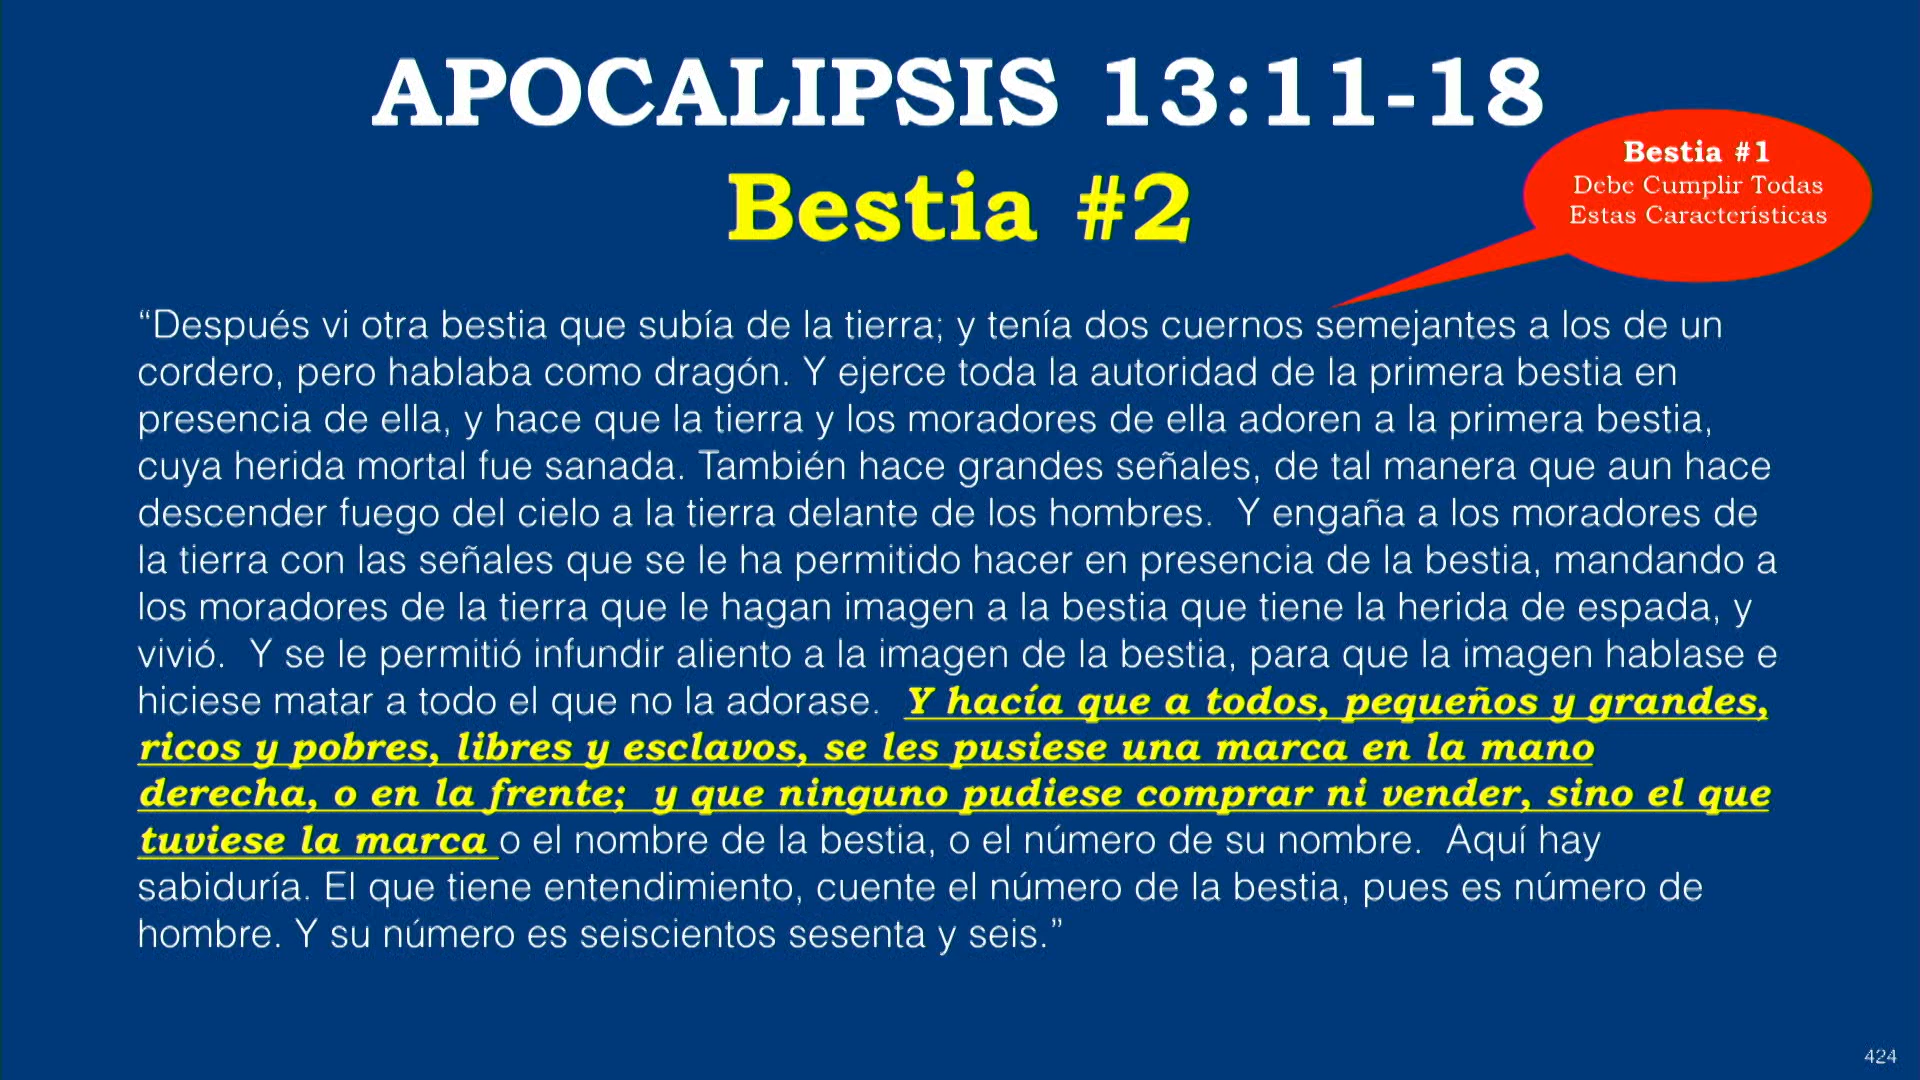 APOCALIPSIS 13:11-18
Bestia #2
Bestia #1
Debe Cumplir Todas
Estas Características
“Después vi otra bestia que subía de la tierra; y tenía dos cuernos semejantes a los de un
cordero, pero hablaba como dragón. Y ejerce toda la autoridad de la primera bestia en
presencia de ella, y hace que la tierra y los moradores de ella adoren a la primera bestia,
cuya herida mortal fue sanada. También hace grandes señales, de tal manera que aun hace
descender fuego del cielo a la tierra delante de los hombres.  Y engaña a los moradores de
la tierra con las señales que se le ha permitido hacer en presencia de la bestia, mandando a
los moradores de la tierra que le hagan imagen a la bestia que tiene la herida de espada, y
vivió.  Y se le permitió infundir aliento a la imagen de la bestia, para que la imagen hablase e
hiciese matar a todo el que no la adorase.  Y hacía que a todos, pequeños y grandes,
ricos y pobres, libres y esclavos, se les pusiese una marca en la mano
derecha, o en la frente;  y que ninguno pudiese comprar ni vender, sino el que
tuviese la marca o el nombre de la bestia, o el número de su nombre.  Aquí hay
sabiduría. El que tiene entendimiento, cuente el número de la bestia, pues es número de
hombre. Y su número es seiscientos sesenta y seis.”
424